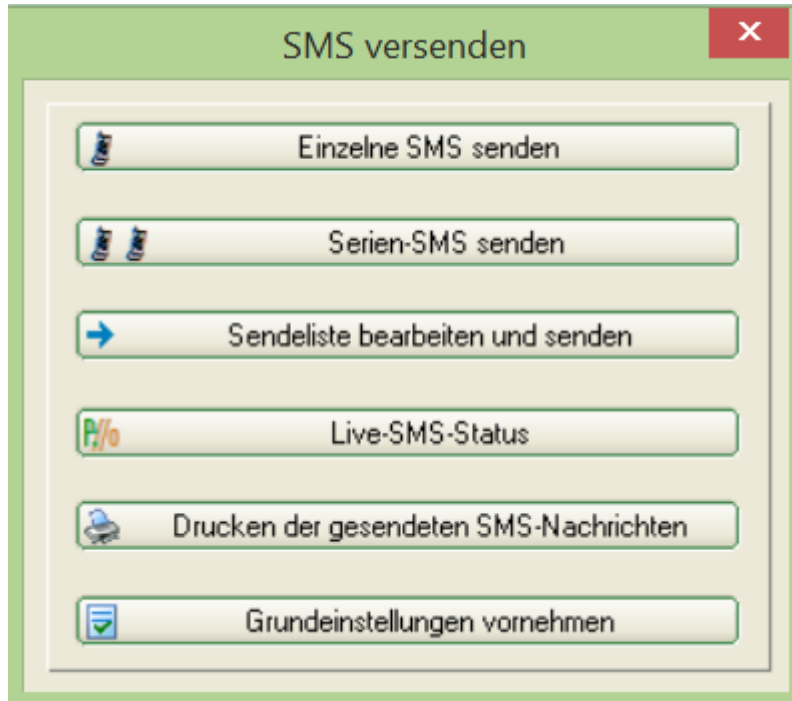 SMS versenden
Einzelne SMS senden
Serien-SMS senden
Sendeliste bearbeiten und senden
Live-SMS-Status
Drucken der gesendeten SMS-Nachrichten
Grundeinstellungen vornehmen